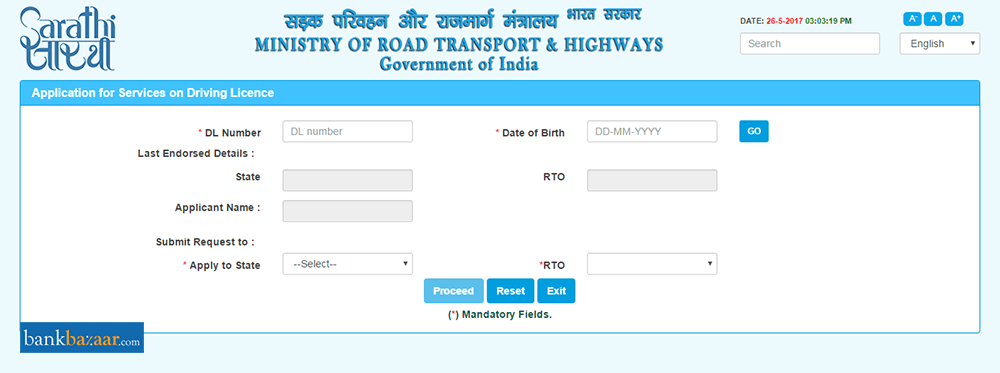 Sarathi
सारथी
सड़क परिवहन और राजमार्ग मंत्रालय भारत सरकार
MINISTRY OF ROAD TRANSPORT & HIGHWAYS
Government of India
DATE: 26-5-2017 03:03:19 PM
A- A A+
Search
English
Application for Services on Driving Licence
* DL Number DL number * Date of Birth DD-MM-YYYY GO
Last Endorsed Details :
State RTO
Applicant Name :
Submit Request to :
* Apply to State --Select-- *RTO
Proceed Reset Exit
(*) Mandatory Fields.
bankbazaar.com